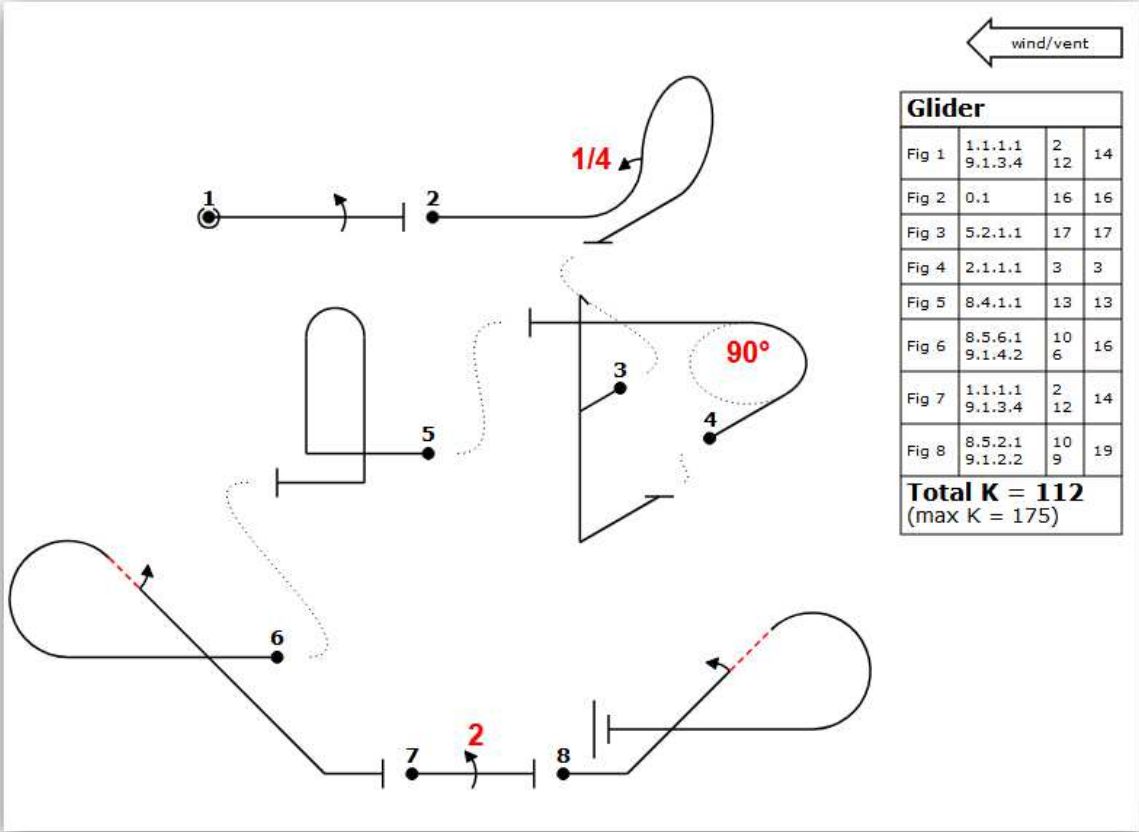 wind/vent
Glider
Fig 1 1.1.1.1 2 14
9.1.3.4 12
Fig 2 0.1 16 16
Fig 3 5.2.1.1 17 17
Fig 4 2.1.1.1 3 3
Fig 5 8.4.1.1 13 13
Fig 6 8.5.6.1 10 16
9.1.4.2 6
Fig 7 1.1.1.1 2 14
9.1.3.4 12
Fig 8 8.5.2.1 10 19
9.1.2.2 9
Total K = 112
(max K = 175)
1/4
1
2
90°
3
4
5
6
2
7
8